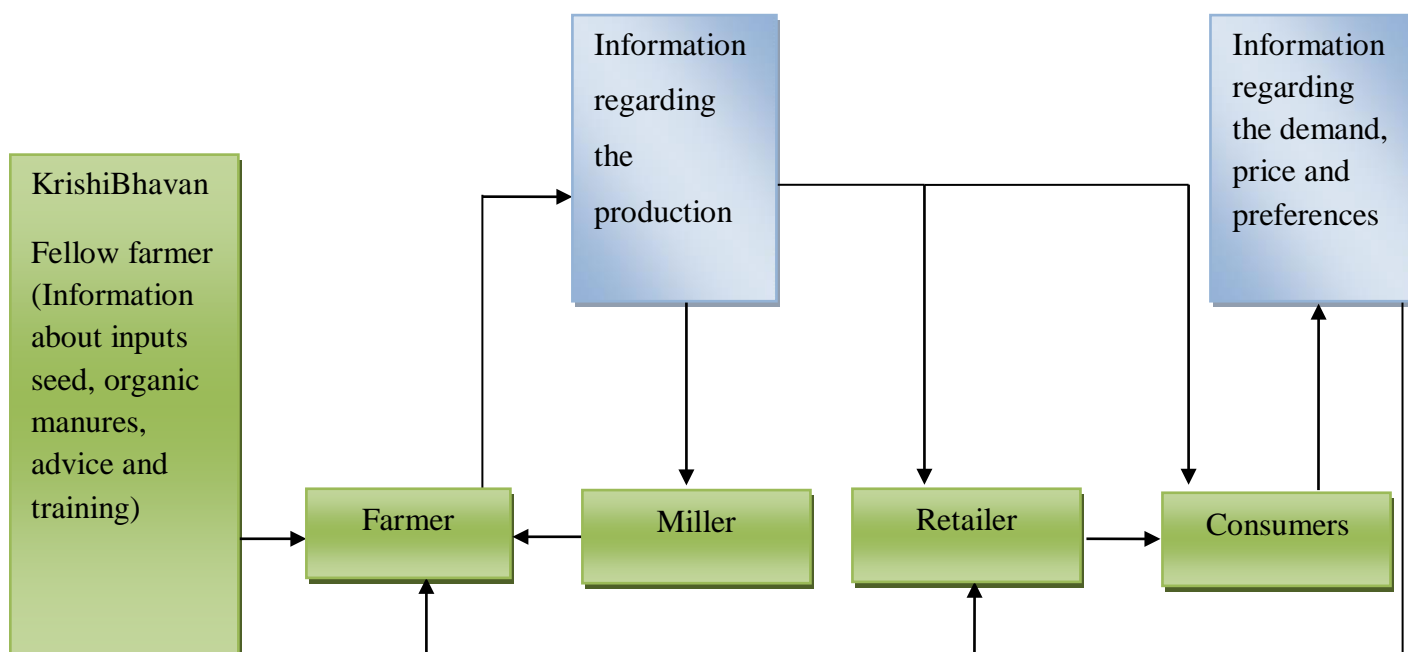 Information
regarding
the
production
Information
regarding
the demand,
price and
preferences
KrishiBhavan
Fellow farmer
(Information
about inputs
seed, organic
manures,
advice and
training)
Farmer
Miller
Retailer
Consumers